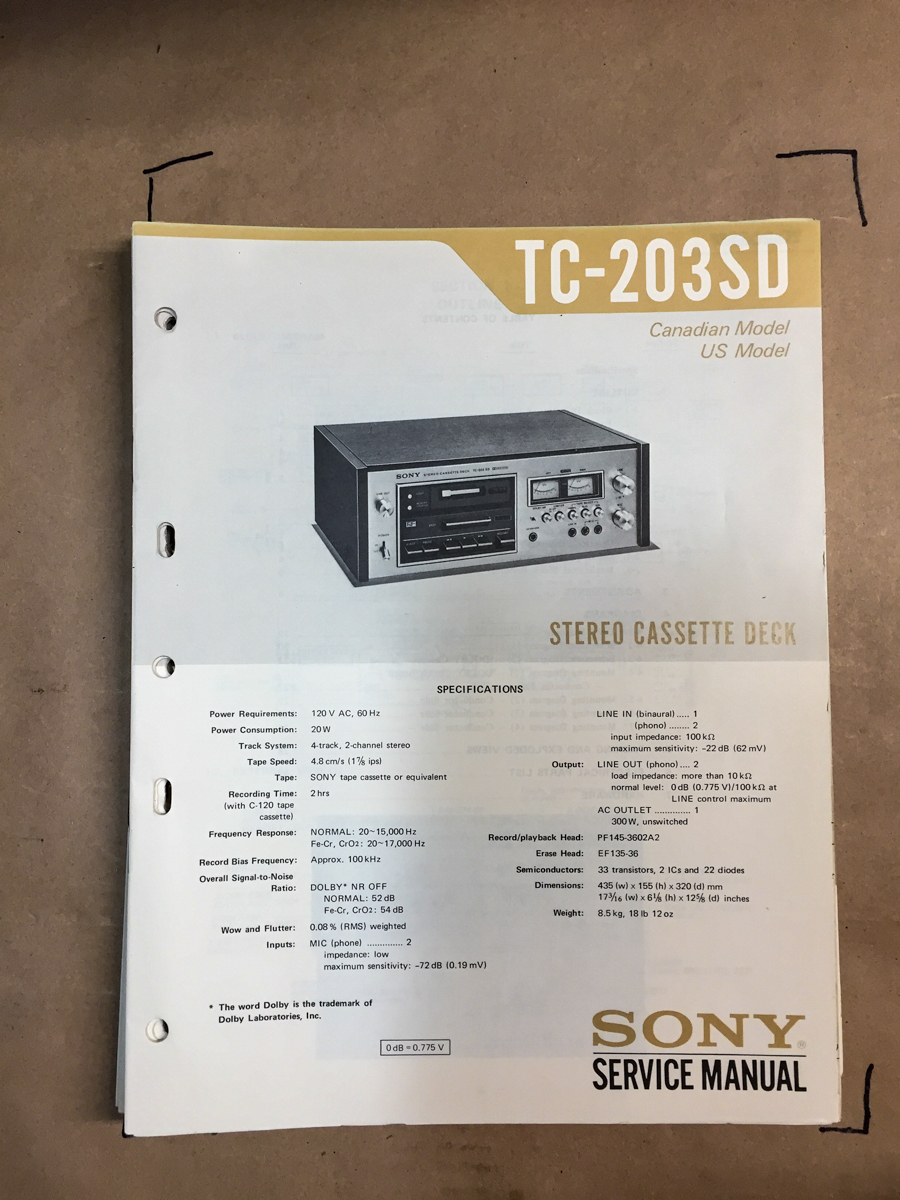 TC-203SD
Canadian Model
US Model
SONY STEREO CASSETTE DECK
STEREO CASSETTE DECK
SPECIFICATIONS
Power Requirements: 120 V AC, 60 Hz
Power Consumption: 20 W
Track System: 4-track, 2-channel stereo
Tape Speed: 4.8 cm/s (1⅞ ips)
Tape: SONY tape cassette or equivalent
Recording Time: 2 hrs
(with C-120 tape
cassette)
Frequency Response: NORMAL: 20~15,000 Hz
Fe-Cr, CrO₂: 20~17,000 Hz
Record Bias Frequency: Approx. 100 kHz
Overall Signal-to-Noise
Ratio: DOLBY* NR OFF
NORMAL: 52 dB
Fe-Cr, CrO₂: 54 dB
Wow and Flutter: 0.08 % (RMS) weighted
Inputs: MIC (phone) .............. 2
impedance: low
maximum sensitivity: −72 dB (0.19 mV)
LINE IN (binaural) ..... 1
(phono) ........ 2
input impedance: 100 kΩ
maximum sensitivity: −22 dB (62 mV)
Output: LINE OUT (phono) .... 2
load impedance: more than 10 kΩ
normal level: 0 dB (0.775 V)/100 kΩ at
LINE control maximum
AC OUTLET .............. 1
300 W, unswitched
Record/playback Head: PF145-3602A2
Erase Head: EF135-36
Semiconductors: 33 transistors, 2 ICs and 22 diodes
Dimensions: 435 (w) x 155 (h) x 320 (d) mm
17³⁄₁₆ (w) x 6⅛ (h) x 12⅝ (d) inches
Weight: 8.5 kg, 18 lb 12 oz
* The word Dolby is the trademark of
Dolby Laboratories, Inc.
0 dB = 0.775 V
SONY®
SERVICE MANUAL